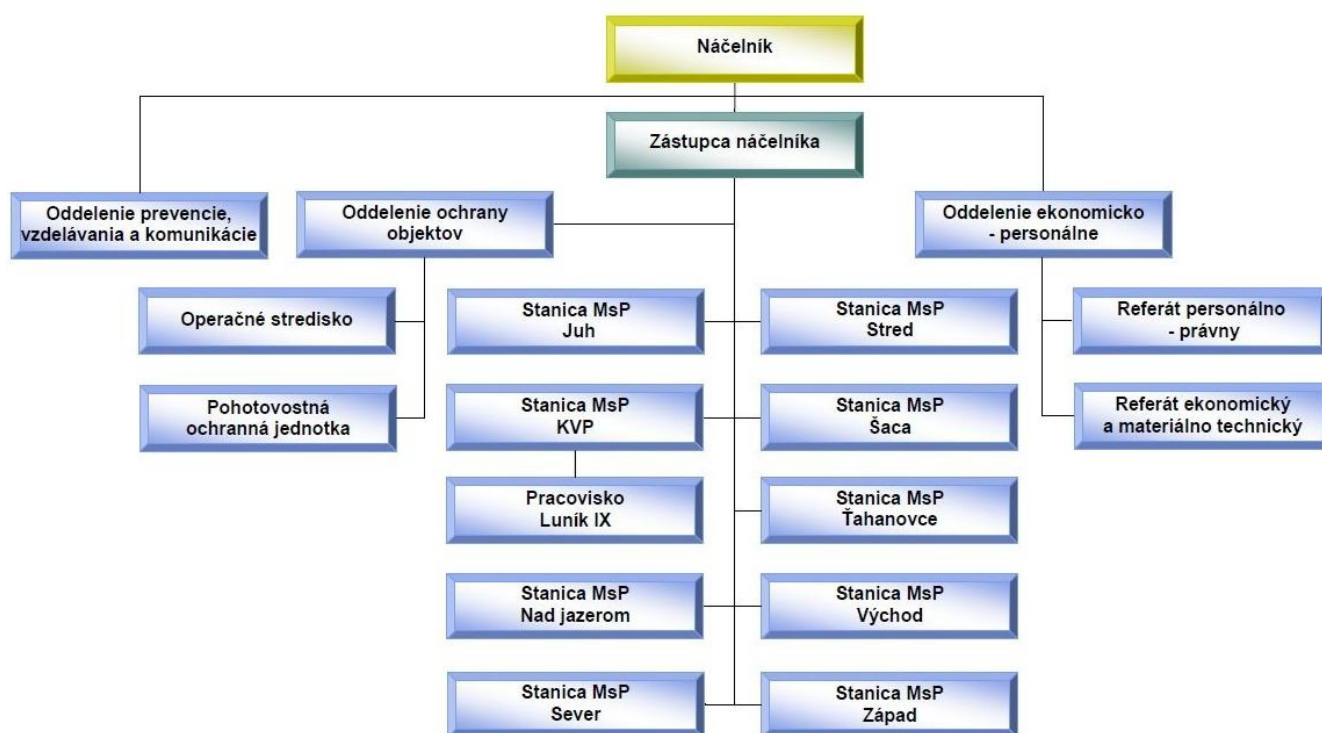 Náčelník
Zástupca náčelníka
Oddelenie prevencie,
vzdelávania a komunikácie
Oddelenie ochrany
objektov
Oddelenie ekonomicko
- personálne
Operačné stredisko
Stanica MsP
Juh
Stanica MsP
Stred
Referát personálno
- právny
Pohotovostná
ochranná jednotka
Stanica MsP
KVP
Stanica MsP
Šaca
Referát ekonomický
a materiálno technický
Pracovisko
Luník IX
Stanica MsP
Ťahanovce
Stanica MsP
Nad jazerom
Stanica MsP
Východ
Stanica MsP
Sever
Stanica MsP
Západ